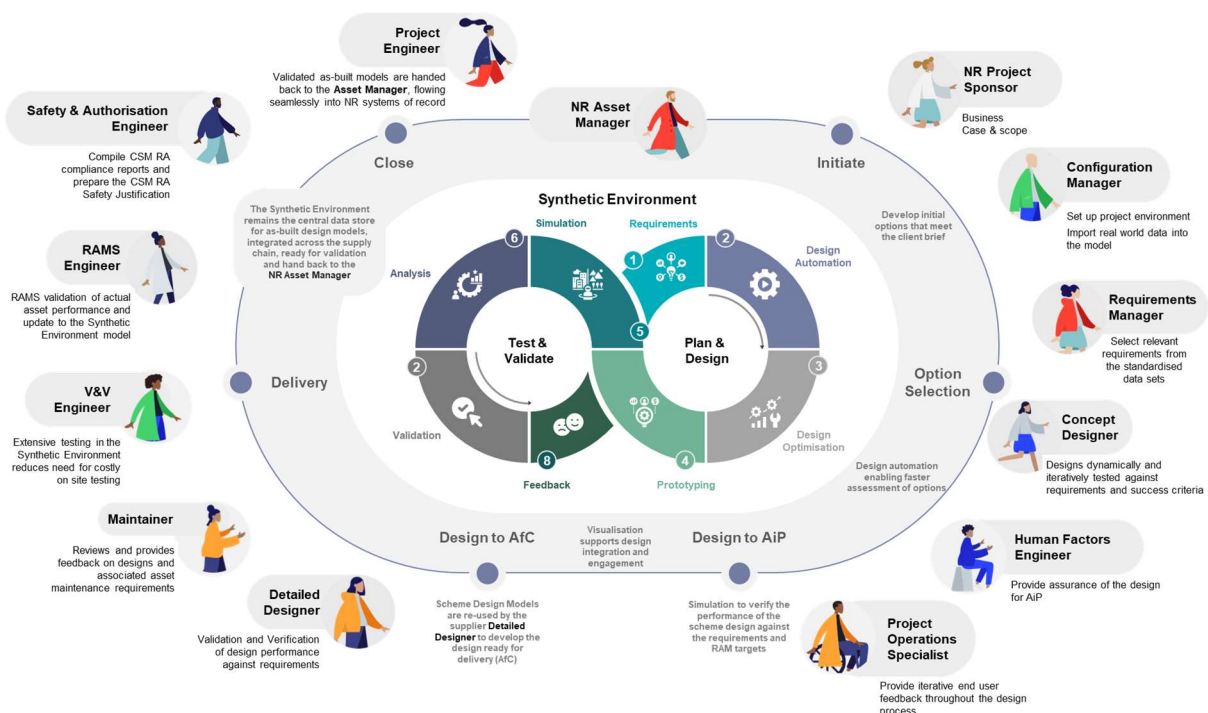 Project
Engineer
Validated as-built models are handed
back to the Asset Manager, flowing
seamlessly into NR systems of record
NR Asset
Manager
NR Project
Sponsor
Business
Case & scope
Safety & Authorisation
Engineer
Compile CSM RA
compliance reports and
prepare the CSM RA
Safety Justification
Close
Initiate
Configuration
Manager
Set up project environment
Import real world data into
the model
The Synthetic Environment
remains the central data store
for as-built design models,
integrated across the supply
chain, ready for validation
and hand back to the
NR Asset Manager
Synthetic Environment
Simulation
Requirements
Develop initial
options that meet
the client brief
RAMS
Engineer
RAMS validation of actual
asset performance and
update to the Synthetic
Environment model
6
1
2
Analysis
Design
Automation
Requirements
Manager
Select relevant
requirements from
the standardised
data sets
5
Test &
Validate
Plan &
Design
2
3
Delivery
Option
Selection
V&V
Engineer
Extensive testing in the
Synthetic Environment
reduces need for costly
on site testing
Validation
Design
Optimisation
8
4
Feedback
Prototyping
Concept
Designer
Designs dynamically and
iteratively tested against
requirements and success criteria
Design automation
enabling faster
assessment of options
Maintainer
Reviews and provides
feedback on designs and
associated asset
maintenance requirements
Design to AfC
Visualisation
supports design
integration and
engagement
Design to AiP
Human Factors
Engineer
Provide assurance of the design
for AiP
Detailed
Designer
Validation and Verification
of design performance
against requirements
Scheme Design Models
are re-used by the
supplier Detailed
Designer to develop the
design ready for
delivery (AfC)
Simulation to verify the
performance of the
scheme design against
the requirements and
RAM targets
Project
Operations
Specialist
Provide iterative end user
feedback throughout the design
process